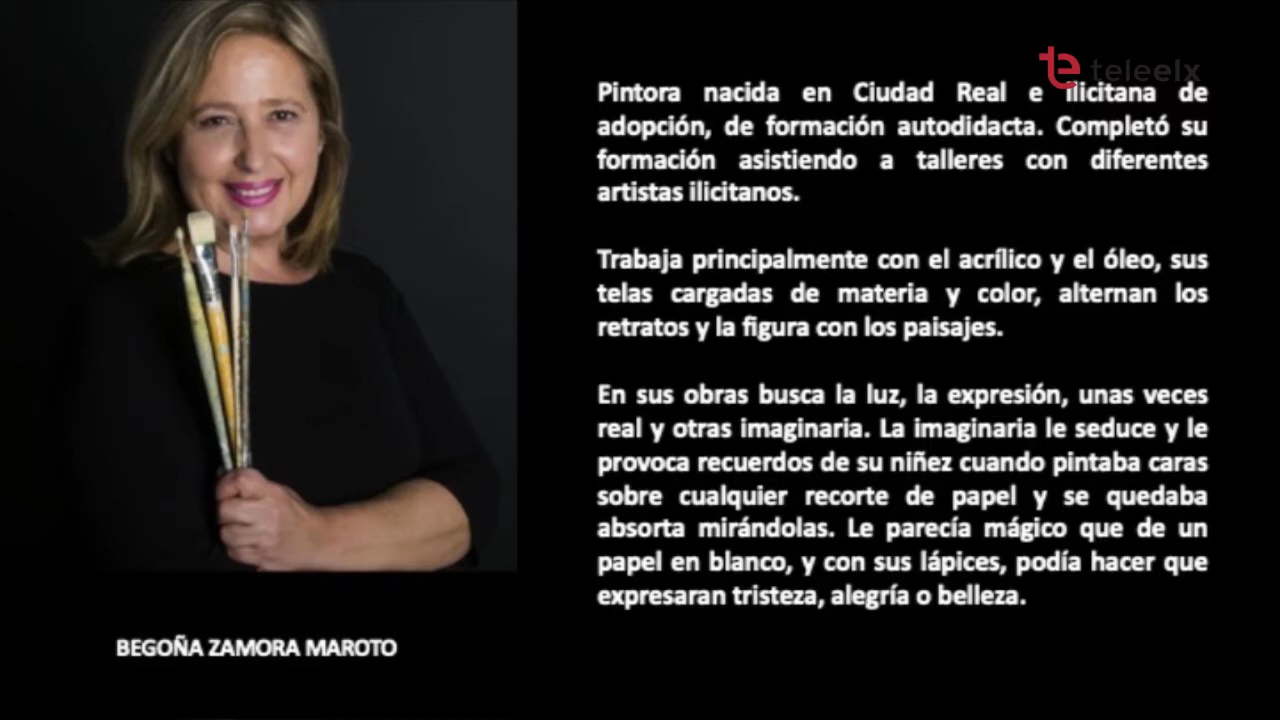 teleelx
Pintora nacida en Ciudad Real e ilicitana de
adopción, de formación autodidacta. Completó su
formación asistiendo a talleres con diferentes
artistas ilicitanos.
Trabaja principalmente con el acrílico y el óleo, sus
telas cargadas de materia y color, alternan los
retratos y la figura con los paisajes.
En sus obras busca la luz, la expresión, unas veces
real y otras imaginaria. La imaginaria le seduce y le
provoca recuerdos de su niñez cuando pintaba caras
sobre cualquier recorte de papel y se quedaba
absorta mirándolas. Le parecía mágico que de un
papel en blanco, y con sus lápices, podía hacer que
expresaran tristeza, alegría o belleza.
BEGOÑA ZAMORA MAROTO